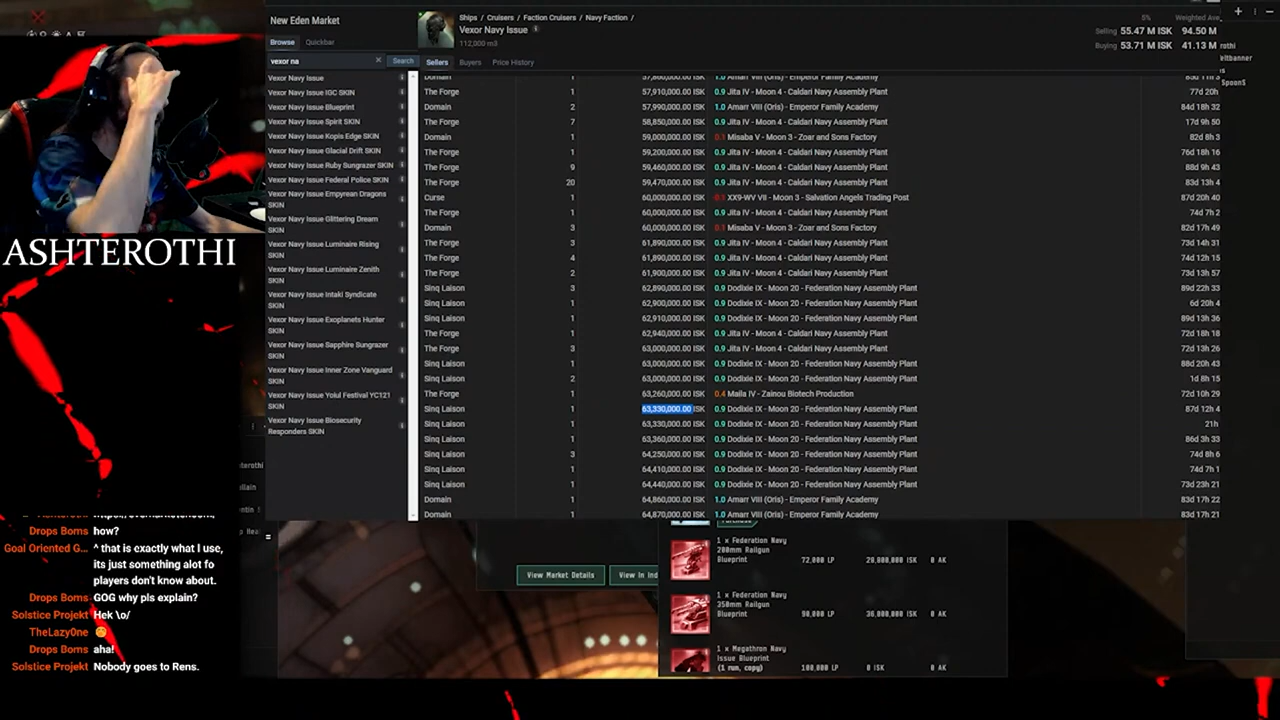 New Eden Market
Browse Quickbar
vexor na
Search
Vexor Navy Issue
Vexor Navy Issue IGC SKIN
Vexor Navy Issue Blueprint
Vexor Navy Issue Spirit SKIN
Vexor Navy Issue Kopis Edge SKIN
Vexor Navy Issue Glacial Drift SKIN
Vexor Navy Issue Ruby Sungrazer SKIN
Vexor Navy Issue Federal Police SKIN
Vexor Navy Issue Empyrean Dragons
SKIN
Vexor Navy Issue Glittering Dream
SKIN
Vexor Navy Issue Luminaire Rising
SKIN
Vexor Navy Issue Luminaire Zenith
SKIN
Vexor Navy Issue Intaki Syndicate
SKIN
Vexor Navy Issue Exoplanets Hunter
SKIN
Vexor Navy Issue Sapphire Sungrazer
SKIN
Vexor Navy Issue Inner Zone Vanguard
SKIN
Vexor Navy Issue Yoiul Festival YC121
SKIN
Vexor Navy Issue Biosecurity
Responders SKIN
Ships / Cruisers / Faction Cruisers / Navy Faction /
Vexor Navy Issue
112,000 m3
Sellers Buyers Price History
5% Weighted Ave
Selling 55.47 M ISK 94.50 M
Buying 53.71 M ISK 41.13 M
Domain 1 57,860,000.00 ISK 1.0 Amarr VIII (Oris) - Emperor Family Academy 83d 11h 3
The Forge 1 57,910,000.00 ISK 0.9 Jita IV - Moon 4 - Caldari Navy Assembly Plant 77d 20h
Domain 2 57,990,000.00 ISK 1.0 Amarr VIII (Oris) - Emperor Family Academy 84d 18h 32
The Forge 7 58,850,000.00 ISK 0.9 Jita IV - Moon 4 - Caldari Navy Assembly Plant 17d 9h 50
Domain 1 59,000,000.00 ISK 0.1 Misaba V - Moon 3 - Zoar and Sons Factory 82d 8h 3
The Forge 1 59,200,000.00 ISK 0.9 Jita IV - Moon 4 - Caldari Navy Assembly Plant 76d 18h 16
The Forge 9 59,460,000.00 ISK 0.9 Jita IV - Moon 4 - Caldari Navy Assembly Plant 88d 9h 43
The Forge 20 59,470,000.00 ISK 0.9 Jita IV - Moon 4 - Caldari Navy Assembly Plant 83d 13h 4
Curse 1 60,000,000.00 ISK -0.1 XX9-WV VII - Moon 3 - Salvation Angels Trading Post 87d 20h 40
The Forge 1 60,000,000.00 ISK 0.9 Jita IV - Moon 4 - Caldari Navy Assembly Plant 74d 7h 2
Domain 3 60,000,000.00 ISK 0.1 Misaba V - Moon 3 - Zoar and Sons Factory 82d 17h 49
The Forge 3 61,890,000.00 ISK 0.9 Jita IV - Moon 4 - Caldari Navy Assembly Plant 73d 14h 31
The Forge 4 61,890,000.00 ISK 0.9 Jita IV - Moon 4 - Caldari Navy Assembly Plant 74d 12h 15
The Forge 2 61,900,000.00 ISK 0.9 Jita IV - Moon 4 - Caldari Navy Assembly Plant 73d 13h 57
Sinq Laison 3 62,890,000.00 ISK 0.9 Dodixie IX - Moon 20 - Federation Navy Assembly Plant 89d 22h 33
Sinq Laison 1 62,900,000.00 ISK 0.9 Dodixie IX - Moon 20 - Federation Navy Assembly Plant 6d 20h 4
Sinq Laison 1 62,910,000.00 ISK 0.9 Dodixie IX - Moon 20 - Federation Navy Assembly Plant 89d 13h 36
The Forge 1 62,940,000.00 ISK 0.9 Jita IV - Moon 4 - Caldari Navy Assembly Plant 72d 18h 18
The Forge 3 63,000,000.00 ISK 0.9 Jita IV - Moon 4 - Caldari Navy Assembly Plant 72d 13h 26
Sinq Laison 1 63,000,000.00 ISK 0.9 Dodixie IX - Moon 20 - Federation Navy Assembly Plant 88d 20h 43
Sinq Laison 2 63,000,000.00 ISK 0.9 Dodixie IX - Moon 20 - Federation Navy Assembly Plant 1d 8h 15
The Forge 1 63,260,000.00 ISK 0.4 Maila IV - Zainou Biotech Production 72d 10h 29
Sinq Laison 1 63,330,000.00 ISK 0.9 Dodixie IX - Moon 20 - Federation Navy Assembly Plant 87d 12h 4
Sinq Laison 1 63,330,000.00 ISK 0.9 Dodixie IX - Moon 20 - Federation Navy Assembly Plant 21h
Sinq Laison 1 63,360,000.00 ISK 0.9 Dodixie IX - Moon 20 - Federation Navy Assembly Plant 86d 3h 33
Sinq Laison 3 64,250,000.00 ISK 0.9 Dodixie IX - Moon 20 - Federation Navy Assembly Plant 74d 8h 6
Sinq Laison 1 64,410,000.00 ISK 0.9 Dodixie IX - Moon 20 - Federation Navy Assembly Plant 74d 7h 1
Sinq Laison 1 64,440,000.00 ISK 0.9 Dodixie IX - Moon 20 - Federation Navy Assembly Plant 73d 23h 21
Domain 1 64,860,000.00 ISK 1.0 Amarr VIII (Oris) - Emperor Family Academy 83d 17h 22
Domain 1 64,870,000.00 ISK 1.0 Amarr VIII (Oris) - Emperor Family Academy 83d 17h 21
ASHTEROTHI
Drops Borns how?
Goal Oriented G... ^ that is exactly what I use,
its just something alot fo
players don't know about.
Drops Borns GOG why pls explain?
Solstice Projekt Hek \o/
TheLazy0ne
Drops Borns aha!
Solstice Projekt Nobody goes to Rens.
View Market Details
View In Ind
Purchase
1 x Federation Navy
200mm Railgun
Blueprint
72,000 LP 28,800,000 ISK 0 AK
1 x Federation Navy
350mm Railgun
Blueprint
90,000 LP 36,000,000 ISK 0 AK
1 x Megathron Navy
Issue Blueprint
(1 run, copy)
100,000 LP 0 ISK 0 AK